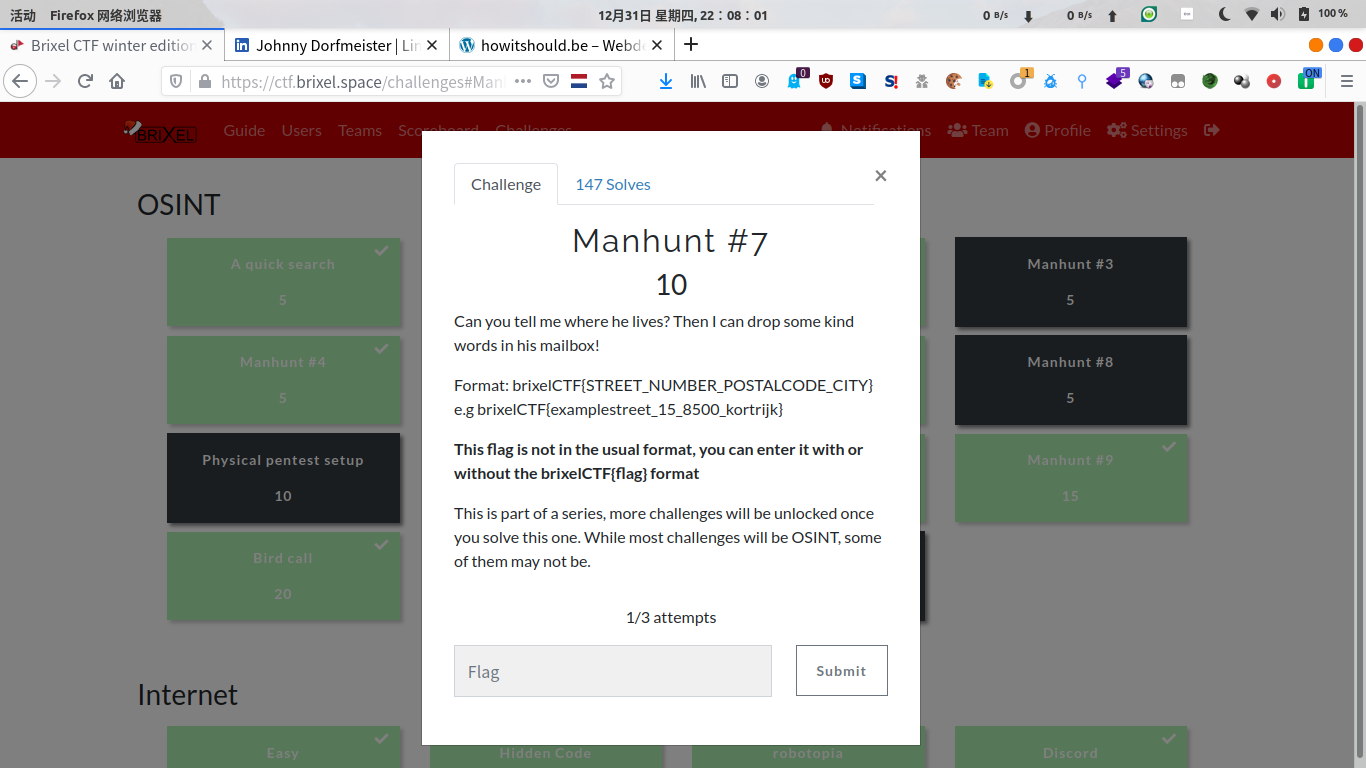 活动 Firefox 网络浏览器 12月31日 星期四, 22：08：01 0 B/s 0 B/s 100 %
Brixel CTF winter edition Johnny Dorfmeister | Lin howitshould.be – Webde
https://ctf.brixel.space/challenges#Man
0 1 5 ON
BRIXEL Guide Users Teams Scoreboard Challenges Notifications Team Profile Settings
OSINT
A quick search
5
Manhunt #3
5
Manhunt #4
5
Manhunt #8
5
Physical pentest setup
10
Manhunt #9
15
Bird call
20
Challenge 147 Solves ×
Manhunt #7
10
Can you tell me where he lives? Then I can drop some kind
words in his mailbox!
Format: brixelCTF{STREET_NUMBER_POSTALCODE_CITY}
e.g brixelCTF{examplestreet_15_8500_kortrijk}
This flag is not in the usual format, you can enter it with or
without the brixelCTF{flag} format
This is part of a series, more challenges will be unlocked once
you solve this one. While most challenges will be OSINT, some
of them may not be.
1/3 attempts
Flag Submit
Internet
Easy Hidden Code robotopia Discord